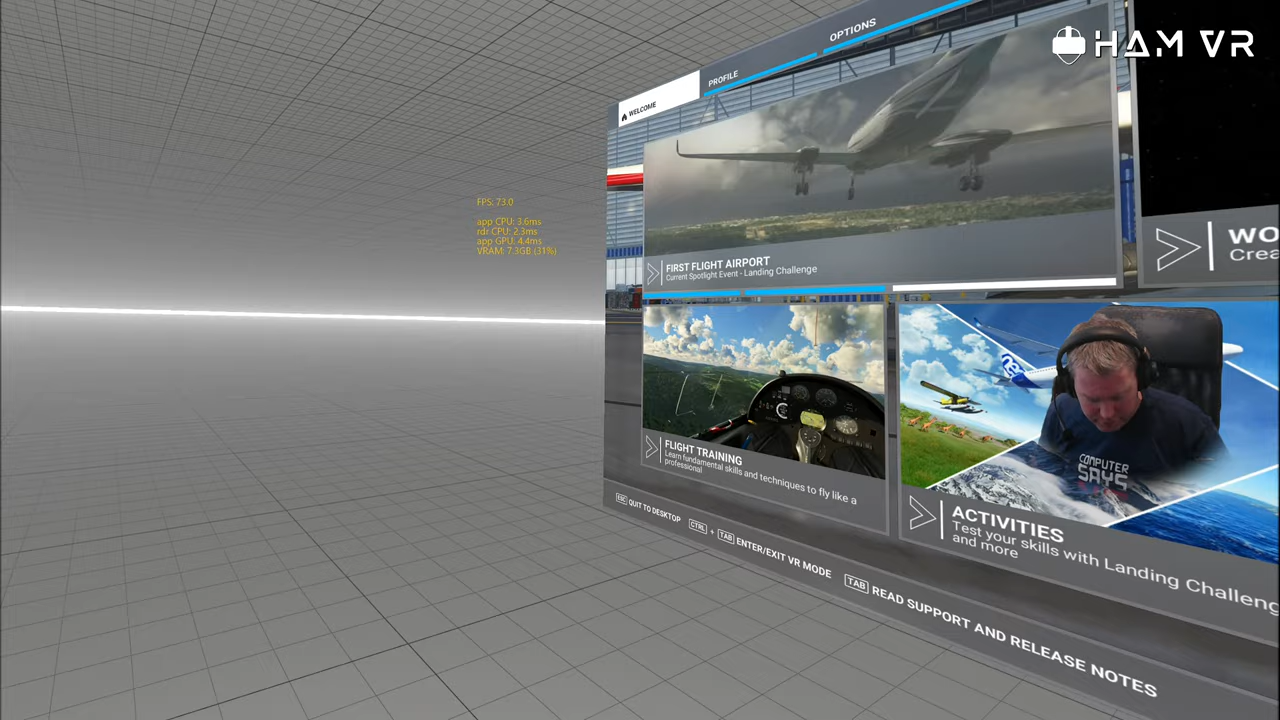 HAM VR
OPTIONS
PROFILE
WELCOME
FPS: 73.0
app CPU: 3.6ms
rdr CPU: 2.3ms
app GPU: 4.4ms
VRAM: 7.3GB (31%)
FIRST FLIGHT AIRPORT
Current Spotlight Event - Landing Challenge
WO
Crea
FLIGHT TRAINING
Learn fundamental skills and techniques to fly like a
professional
COMPUTER
SAYS
ACTIVITIES
Test your skills with Landing Challeng
and more
ESC QUIT TO DESKTOP CTRL + TAB ENTER/EXIT VR MODE TAB READ SUPPORT AND RELEASE NOTES